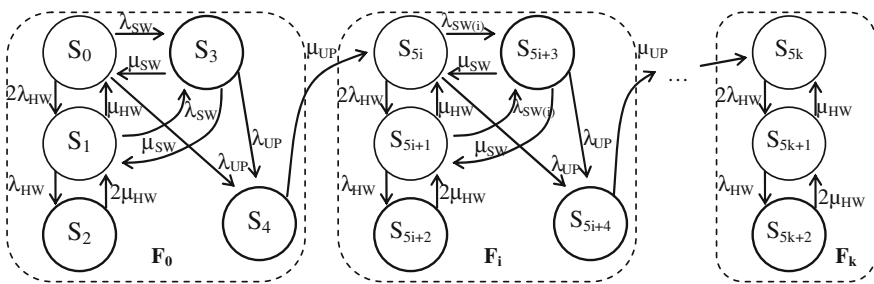 S₀ λSW S₃
μSW
2λHW μHW λSW
S₁ μSW λUP λUP
λHW 2μHW
S₂ S₄
F₀
μUP
S5i λSW(i) S5i+3
μSW
2λHW μHW λSW(i)
S5i+1 μSW λUP λUP
λHW 2μHW
S5i+2 S5i+4
Fi
μUP
...
S5k
2λHW μHW
S5k+1
λHW 2μHW
S5k+2
Fk